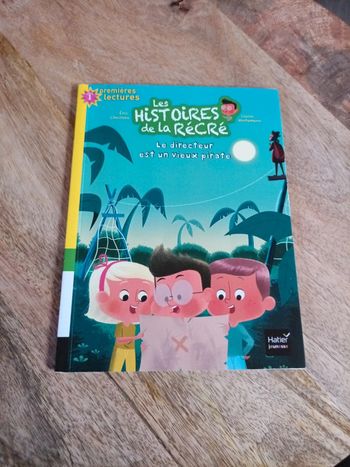 1
premières
lectures
Les
HISTOIRES
de la RéCRé
Le directeur
est un vieux pirate
Hatier
jeunesse